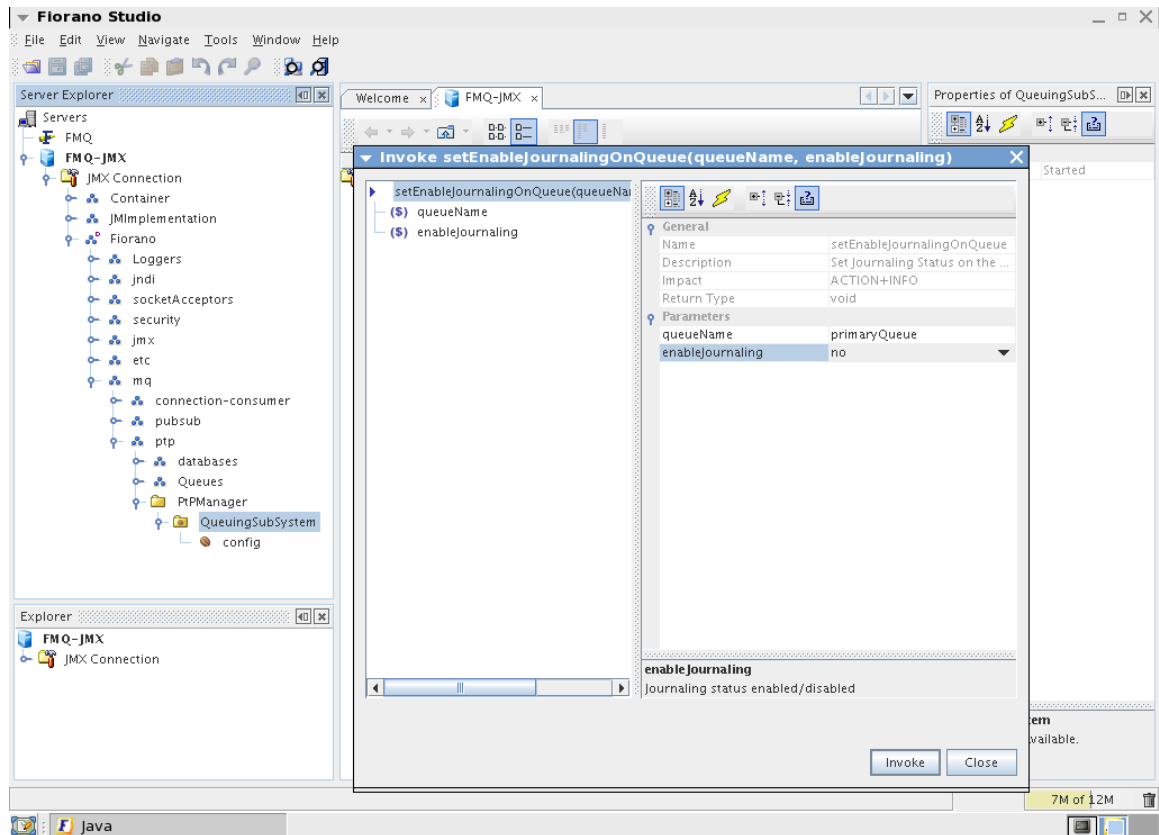 Fiorano Studio
File Edit View Navigate Tools Window Help
Server Explorer
Servers
FMQ
FMQ-JMX
JMX Connection
Container
JMImplementation
Fiorano
Loggers
jndi
socketAcceptors
security
jmx
etc
mq
connection-consumer
pubsub
ptp
databases
Queues
PtPManager
QueuingSubSystem
config
Explorer
FMQ-JMX
JMX Connection
Welcome
FMQ-JMX
Properties of QueuingSubS...
Started
Invoke setEnableJournalingOnQueue(queueName, enableJournaling)
setEnableJournalingOnQueue(queueNa
($) queueName
($) enableJournaling
General
Name setEnableJournalingOnQueue
Description Set Journaling Status on the ...
Impact ACTION+INFO
Return Type void
Parameters
queueName primaryQueue
enableJournaling no
enableJournaling
Journaling status enabled/disabled
Invoke Close
tem
vailable.
7M of 12M
Java